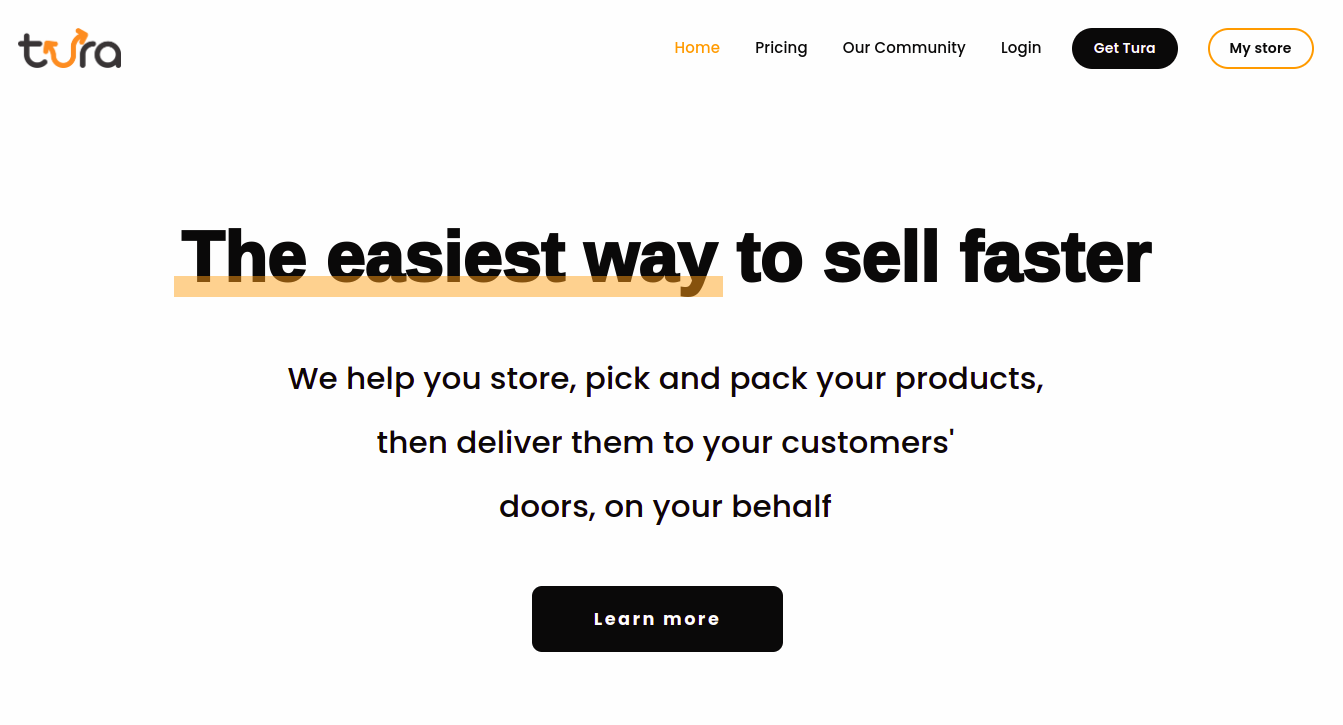 tura
Home
Pricing
Our Community
Login
Get Tura
My store
The easiest way to sell faster
We help you store, pick and pack your products,
then deliver them to your customers'
doors, on your behalf
Learn more